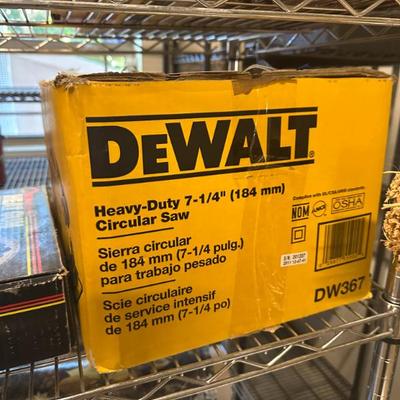 DEWALT®
Heavy-Duty 7-1/4" (184 mm)
Circular Saw
Sierra circular
de 184 mm (7-1/4 pulg.)
para trabajo pesado
Scie circulaire
de service intensif
de 184 mm (7-1/4 po)
NOM
OSHA
DW367